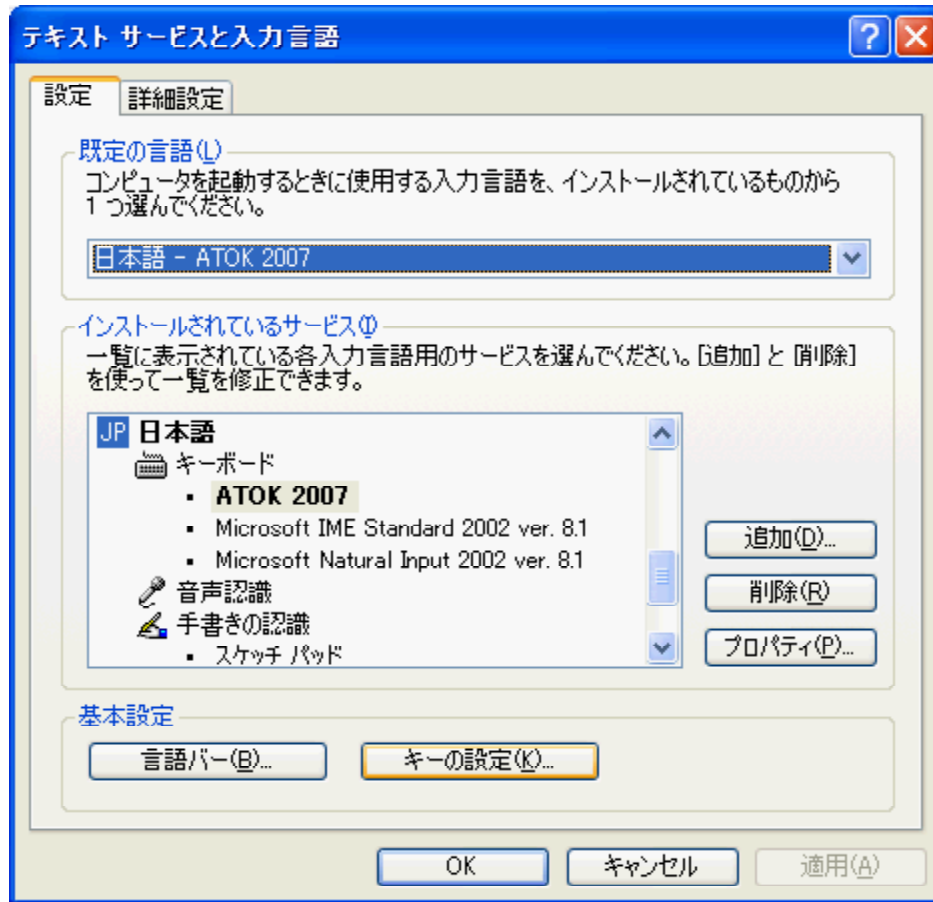 テキスト サービスと入力言語
設定
詳細設定
既定の言語(L)
コンピュータを起動するときに使用する入力言語を、インストールされているものから
1 つ選んでください。
日本語 - ATOK 2007
インストールされているサービス(I)
一覧に表示されている各入力言語用のサービスを選んでください。[追加] と [削除]
を使って一覧を修正できます。
JP 日本語
キーボード
▪ ATOK 2007
▪ Microsoft IME Standard 2002 ver. 8.1
▪ Microsoft Natural Input 2002 ver. 8.1
音声認識
手書きの認識
▪ スケッチ パッド
追加(D)...
削除(R)
プロパティ(P)...
基本設定
言語バー(B)...
キーの設定(K)...
OK
キャンセル
適用(A)